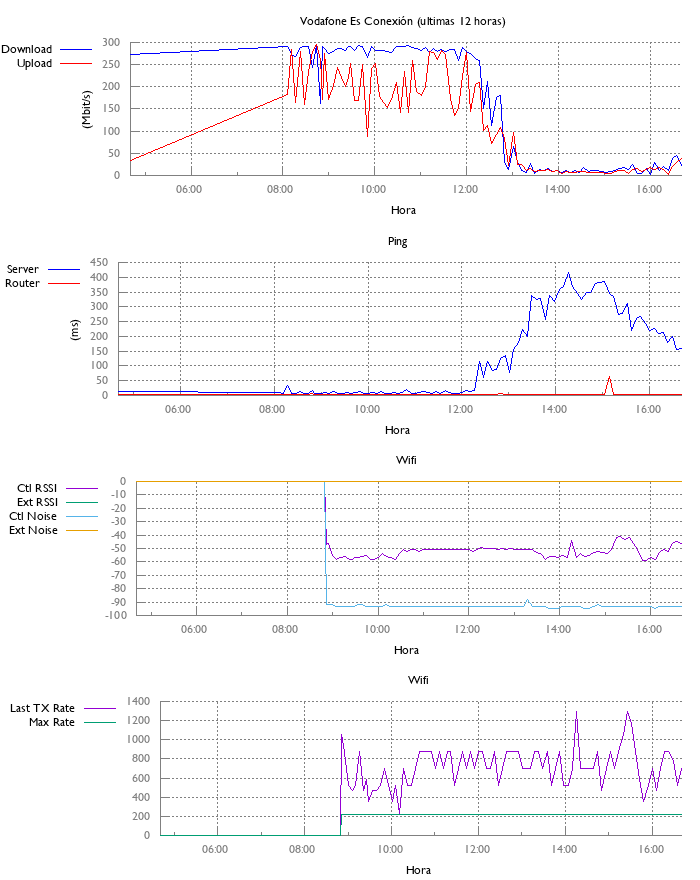 Vodafone Es Conexión (ultimas 12 horas)
Download
Upload
(Mbit/s)
300
250
200
150
100
50
0
06:00 08:00 10:00 12:00 14:00 16:00
Hora
Ping
Server
Router
(ms)
450
400
350
300
250
200
150
100
50
0
06:00 08:00 10:00 12:00 14:00 16:00
Hora
Wifi
Ctl RSSI
Ext RSSI
Ctl Noise
Ext Noise
0
-10
-20
-30
-40
-50
-60
-70
-80
-90
-100
06:00 08:00 10:00 12:00 14:00 16:00
Hora
Wifi
Last TX Rate
Max Rate
1400
1200
1000
800
600
400
200
0
06:00 08:00 10:00 12:00 14:00 16:00
Hora